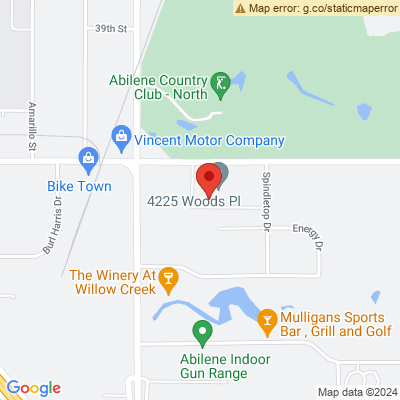 Map error: g.co/staticmaperror
39th St
Abilene Country
Club - North
Amarillo St
Vincent Motor Company
Bike Town
4225 Woods Pl
Spindletop Dr
Burl Harris Dr
Energy Dr
The Winery At
Willow Creek
Mulligans Sports
Bar , Grill and Golf
Abilene Indoor
Gun Range
Google
Map data ©2024